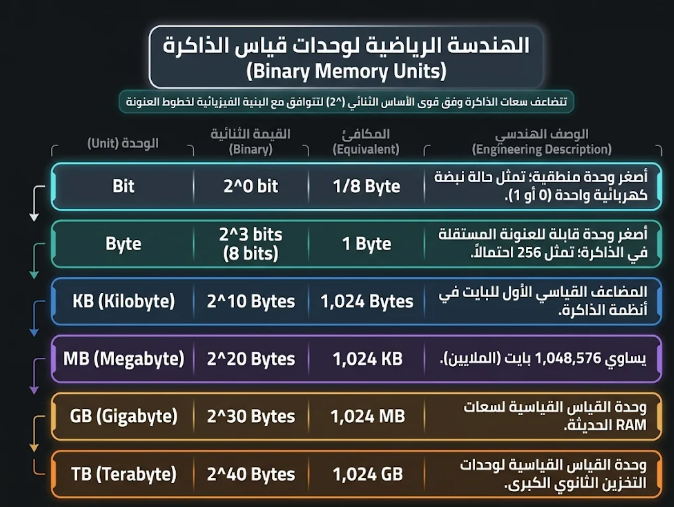 الهندسة الرياضية لوحدات قياس الذاكرة
(Binary Memory Units)
تتضاعف سعات الذاكرة وفق قوى الأساس الثنائي (^2) لتتوافق مع البنية الفيزيائية لخطوط العنونة
الوحدة (Unit)
القيمة الثنائية
(Binary)
المكافئ
(Equivalent)
الوصف الهندسي
(Engineering Description)
Bit
2^0 bit
1/8 Byte
أصغر وحدة منطقية؛ تمثل حالة نبضة
كهربائية واحدة (0 أو 1).
Byte
2^3 bits
(8 bits)
1 Byte
أصغر وحدة قابلة للعنونة المستقلة
في الذاكرة؛ تمثل 256 احتمالاً.
KB (Kilobyte)
2^10 Bytes
1,024 Bytes
المضاعف القياسي الأول للبايت في
أنظمة الذاكرة.
MB (Megabyte)
2^20 Bytes
1,024 KB
يساوي 1,048,576 بايت (الملايين).
GB (Gigabyte)
2^30 Bytes
1,024 MB
وحدة القياس القياسية لسعات
RAM الحديثة.
TB (Terabyte)
2^40 Bytes
1,024 GB
وحدة القياس القياسية لوحدات
التخزين الثانوي الكبرى.